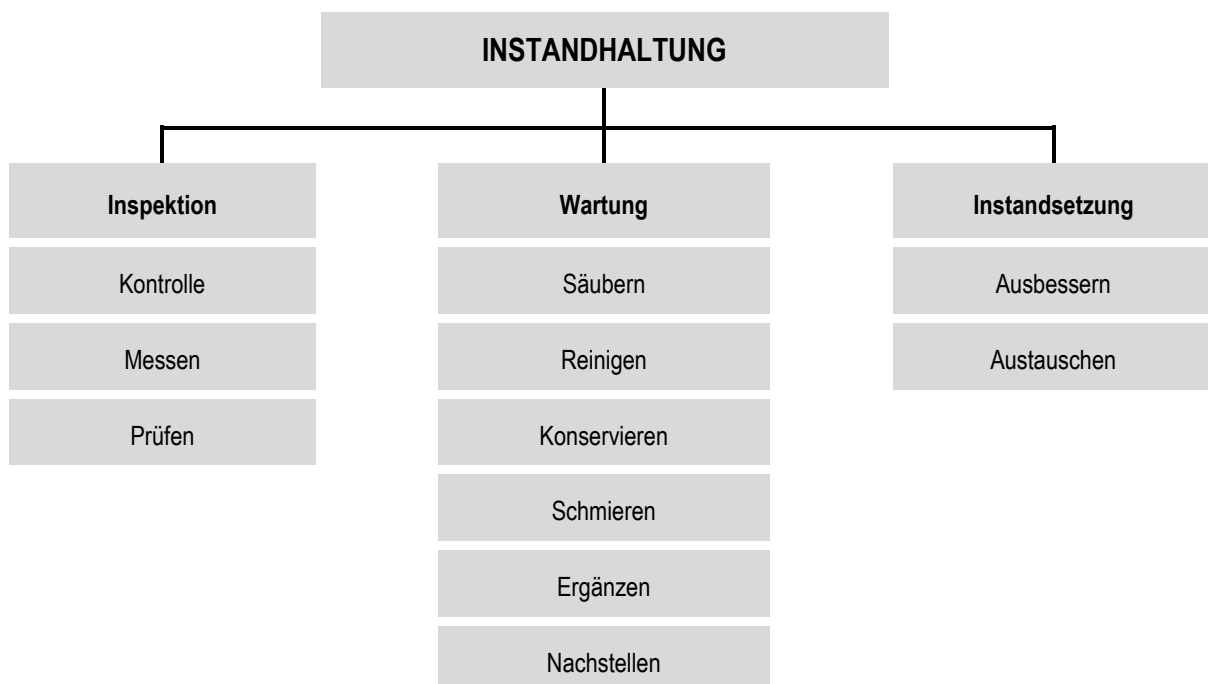 INSTANDHALTUNG
Inspektion
Kontrolle
Messen
Prüfen
Wartung
Säubern
Reinigen
Konservieren
Schmieren
Ergänzen
Nachstellen
Instandsetzung
Ausbessern
Austauschen